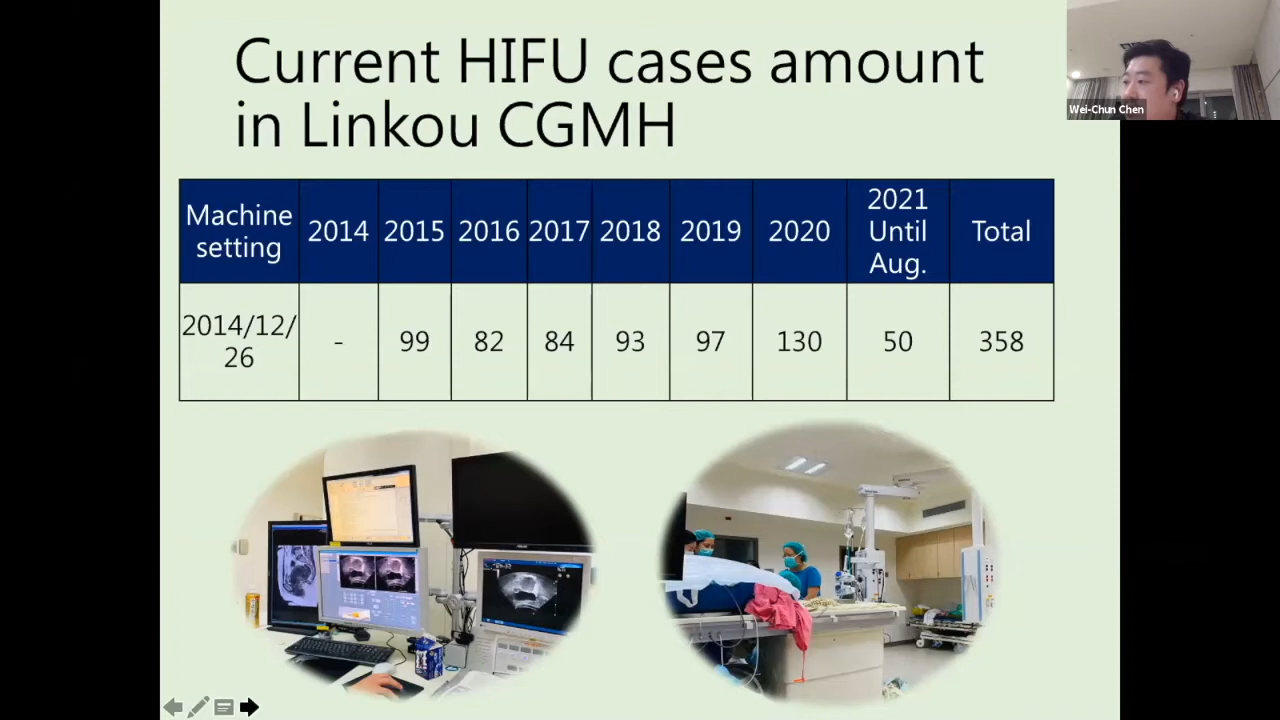 Current HIFU cases amount
in Linkou CGMH
Wei-Chun Chen
Machine setting 2014 2015 2016 2017 2018 2019 2020 2021 Until Aug. Total
2014/12/26 - 99 82 84 93 97 130 50 358